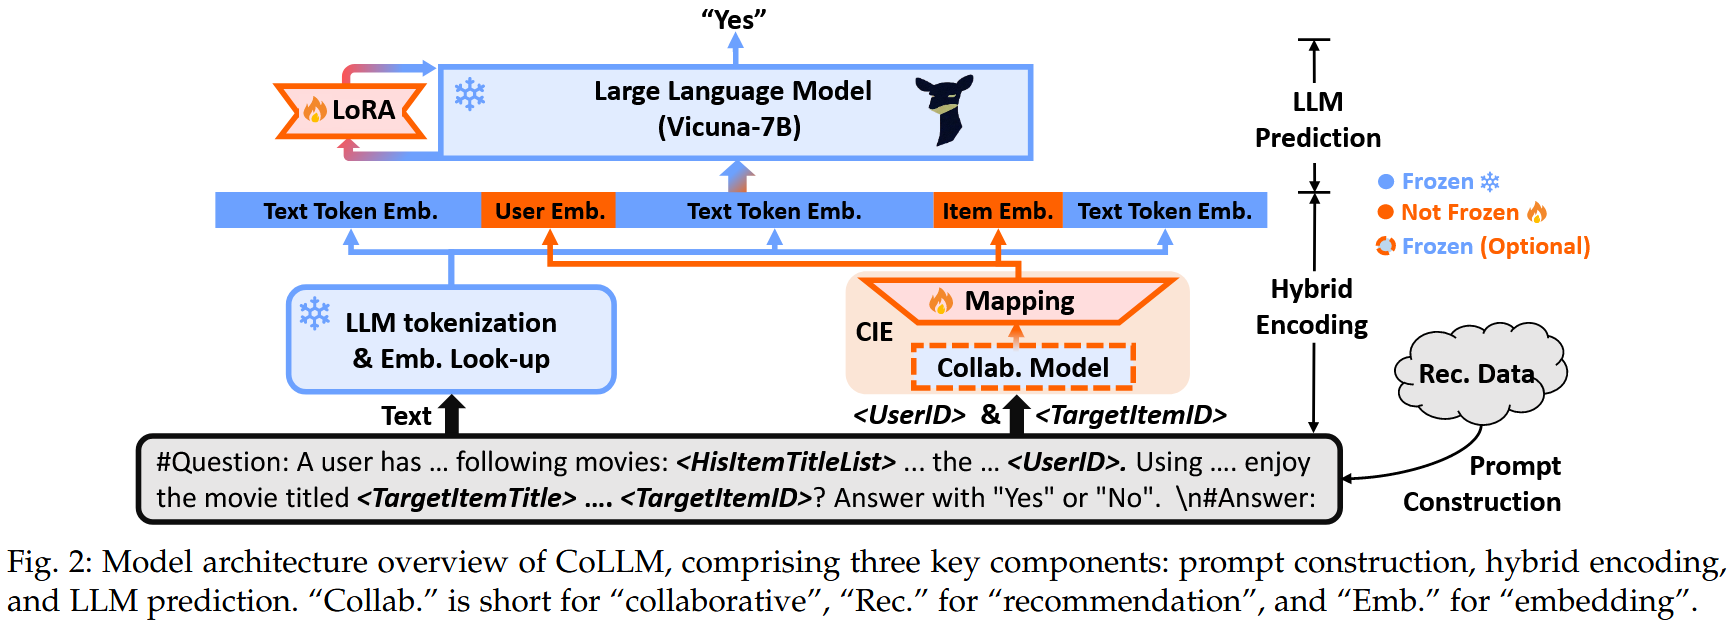 “Yes”
LoRA
Large Language Model
(Vicuna-7B)
LLM
Prediction
Frozen
Not Frozen
Frozen (Optional)
Text Token Emb.
User Emb.
Text Token Emb.
Item Emb.
Text Token Emb.
LLM tokenization
& Emb. Look-up
Mapping
CIE
Collab. Model
Hybrid
Encoding
Rec. Data
Text
<UserID> & <TargetItemID>
#Question: A user has ... following movies: <HisItemTitleList> ... the ... <UserID>. Using .... enjoy
the movie titled <TargetItemTitle> .... <TargetItemID>? Answer with "Yes" or "No". \n#Answer:
Prompt
Construction
Fig. 2: Model architecture overview of CoLLM, comprising three key components: prompt construction, hybrid encoding,
and LLM prediction. “Collab.” is short for “collaborative”, “Rec.” for “recommendation”, and “Emb.” for “embedding”.